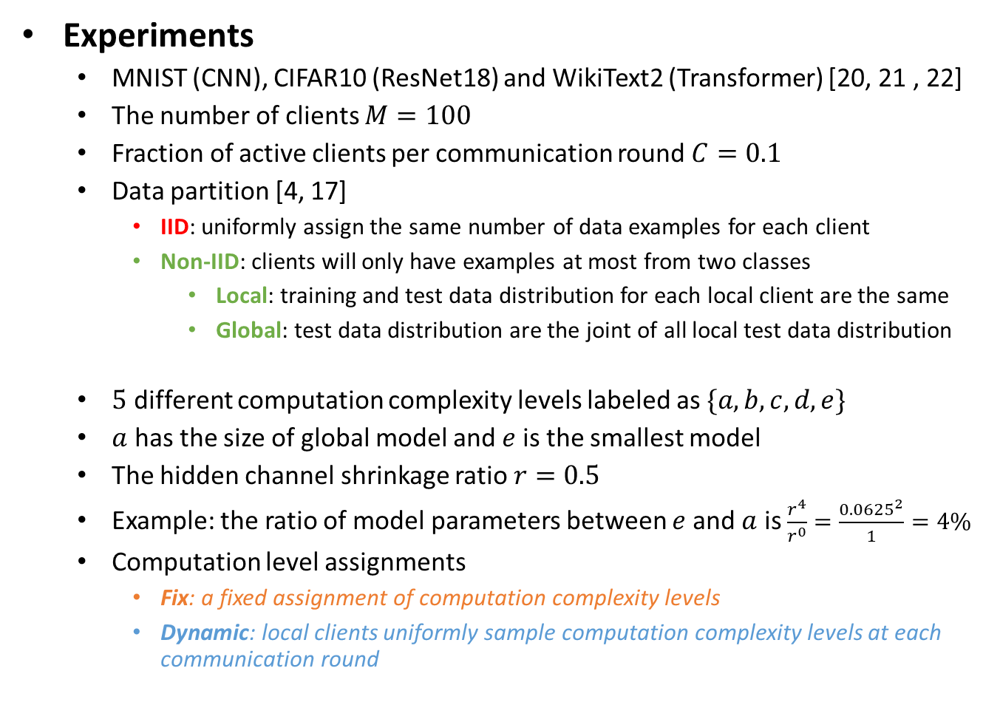 • Experiments
• MNIST (CNN), CIFAR10 (ResNet18) and WikiText2 (Transformer) [20, 21 , 22]
• The number of clients M = 100
• Fraction of active clients per communication round C = 0.1
• Data partition [4, 17]
• IID: uniformly assign the same number of data examples for each client
• Non-IID: clients will only have examples at most from two classes
• Local: training and test data distribution for each local client are the same
• Global: test data distribution are the joint of all local test data distribution
• 5 different computation complexity levels labeled as {a, b, c, d, e}
• a has the size of global model and e is the smallest model
• The hidden channel shrinkage ratio r = 0.5
• Example: the ratio of model parameters between e and a is r⁴/r⁰ = 0.0625²/1 = 4%
• Computation level assignments
• Fix: a fixed assignment of computation complexity levels
• Dynamic: local clients uniformly sample computation complexity levels at each
communication round